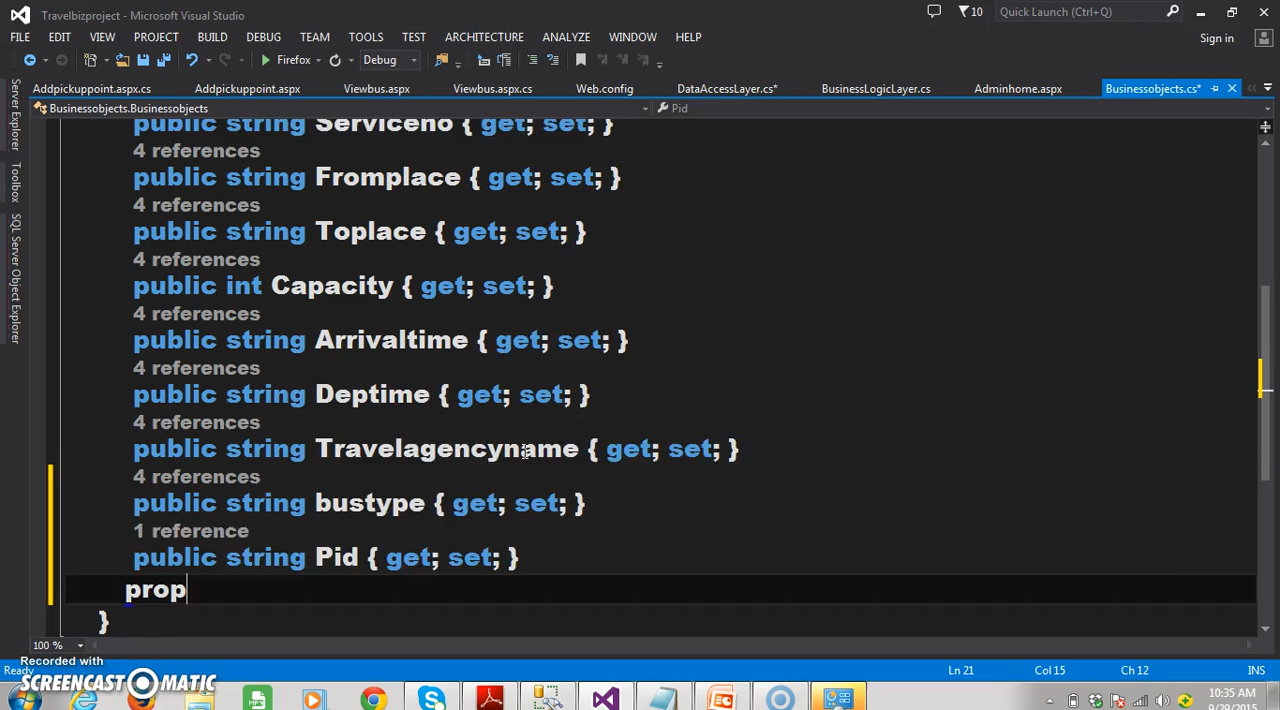 Travelbizproject - Microsoft Visual Studio
10
Quick Launch (Ctrl+Q)
FILE EDIT VIEW PROJECT BUILD DEBUG TEAM TOOLS TEST ARCHITECTURE ANALYZE WINDOW HELP
Sign in
Firefox
Debug
Addpickuppoint.aspx.cs Addpickuppoint.aspx Viewbus.aspx Viewbus.aspx.cs Web.config DataAccessLayer.cs* BusinessLogicLayer.cs Adminhome.aspx Businessobjects.cs*
Businessobjects.Businessobjects
Pid
Server Explorer
Toolbox
SQL Server Object Explorer
public string Serviceno { get; set; }
4 references
public string Fromplace { get; set; }
4 references
public string Toplace { get; set; }
4 references
public int Capacity { get; set; }
4 references
public string Arrivaltime { get; set; }
4 references
public string Deptime { get; set; }
4 references
public string Travelagencyname { get; set; }
4 references
public string bustype { get; set; }
1 reference
public string Pid { get; set; }
prop
}
100 %
Recorded with
Ready
Ln 21
Col 15
Ch 12
INS
SCREENCAST MATIC
10:35 AM
9/29/2015